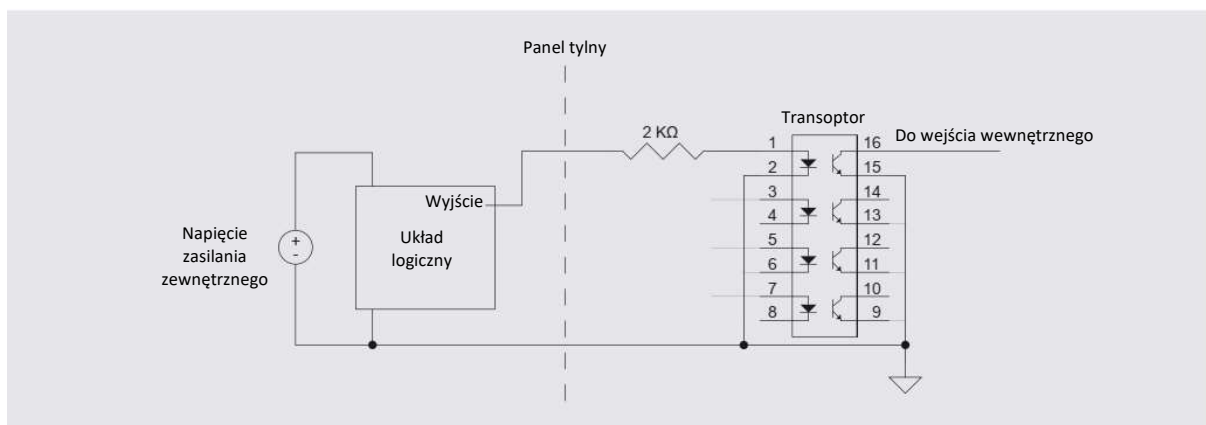 Panel tylny
Transoptor
2 KΩ
1
16
Do wejścia wewnętrznego
2
15
3
14
4
13
5
12
6
11
7
10
8
9
Wyjście
Układ
logiczny
Napięcie
zasilania
zewnętrznego
+
-